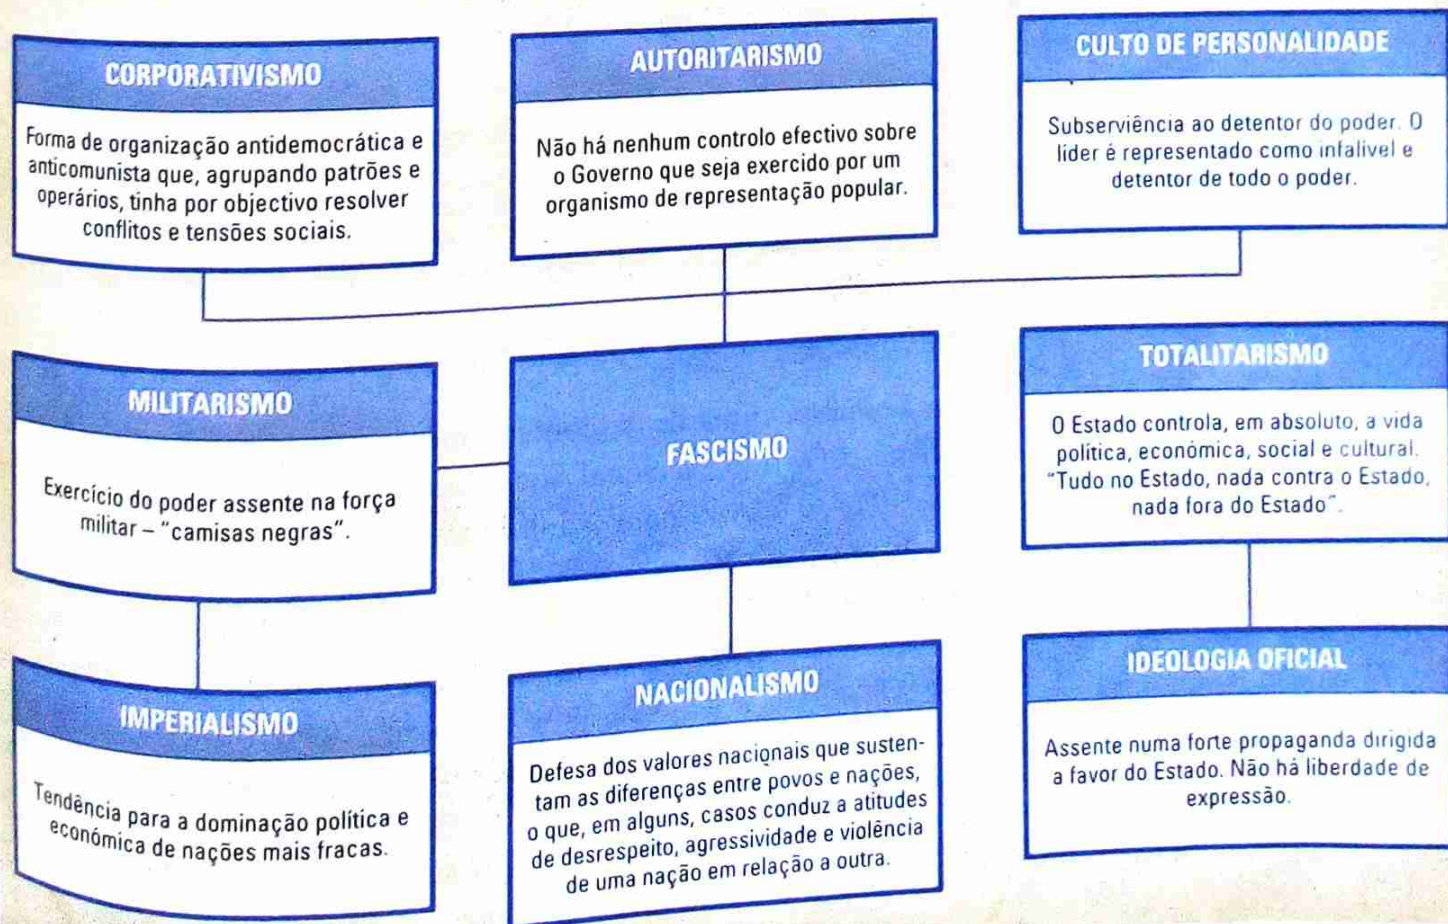 CORPORATIVISMO
Forma de organização antidemocrática e
anticomunista que, agrupando patrões e
operários, tinha por objectivo resolver
conflitos e tensões sociais.
AUTORITARISMO
Não há nenhum controlo efectivo sobre
o Governo que seja exercido por um
organismo de representação popular.
CULTO DE PERSONALIDADE
Subserviência ao detentor do poder. O
líder é representado como infalível e
detentor de todo o poder.
MILITARISMO
Exercício do poder assente na força
militar – "camisas negras".
FASCISMO
TOTALITARISMO
O Estado controla, em absoluto, a vida
política, económica, social e cultural.
"Tudo no Estado, nada contra o Estado,
nada fora do Estado".
IMPERIALISMO
Tendência para a dominação política e
económica de nações mais fracas.
NACIONALISMO
Defesa dos valores nacionais que susten-
tam as diferenças entre povos e nações,
o que, em alguns, casos conduz a atitudes
de desrespeito, agressividade e violência
de uma nação em relação a outra.
IDEOLOGIA OFICIAL
Assente numa forte propaganda dirigida
a favor do Estado. Não há liberdade de
expressão.